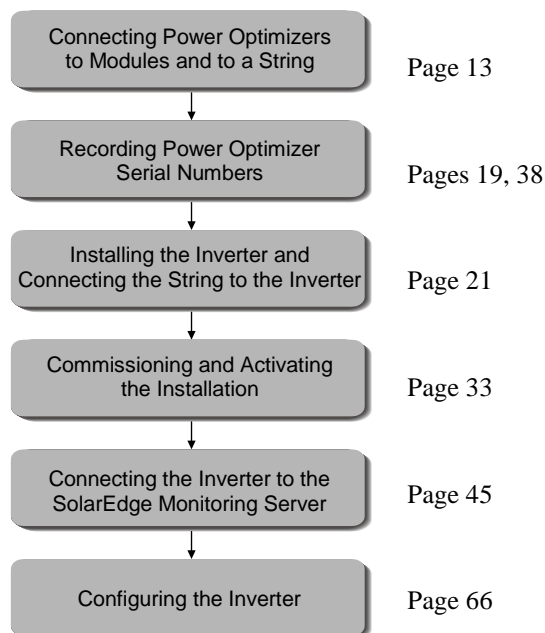 Connecting Power Optimizers
to Modules and to a String
Page 13
Recording Power Optimizer
Serial Numbers
Pages 19, 38
Installing the Inverter and
Connecting the String to the Inverter
Page 21
Commissioning and Activating
the Installation
Page 33
Connecting the Inverter to the
SolarEdge Monitoring Server
Page 45
Configuring the Inverter
Page 66